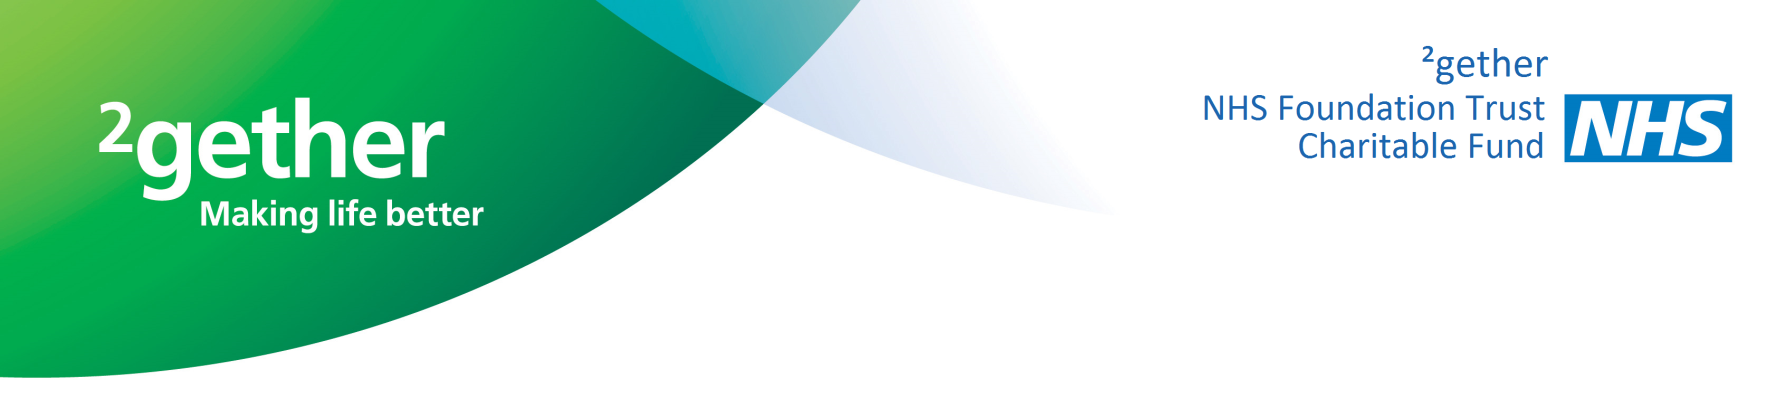 ²gether
Making life better
²gether
NHS Foundation Trust
Charitable Fund
NHS